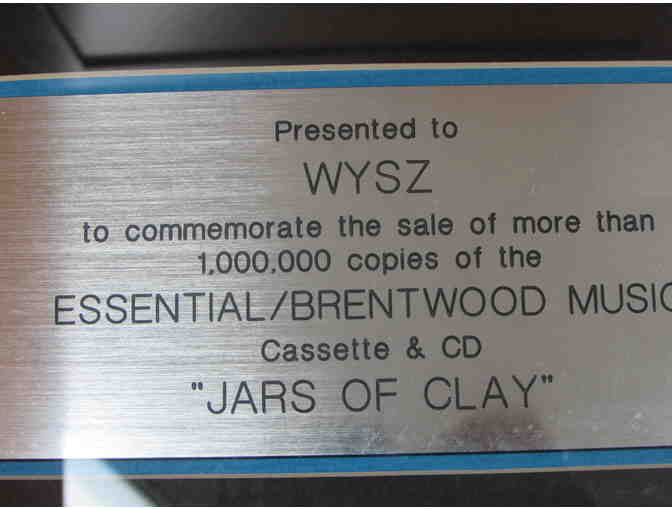 Presented to
WYSZ
to commemorate the sale of more than
1,000,000 copies of the
ESSENTIAL/BRENTWOOD MUSIC
Cassette & CD
"JARS OF CLAY"